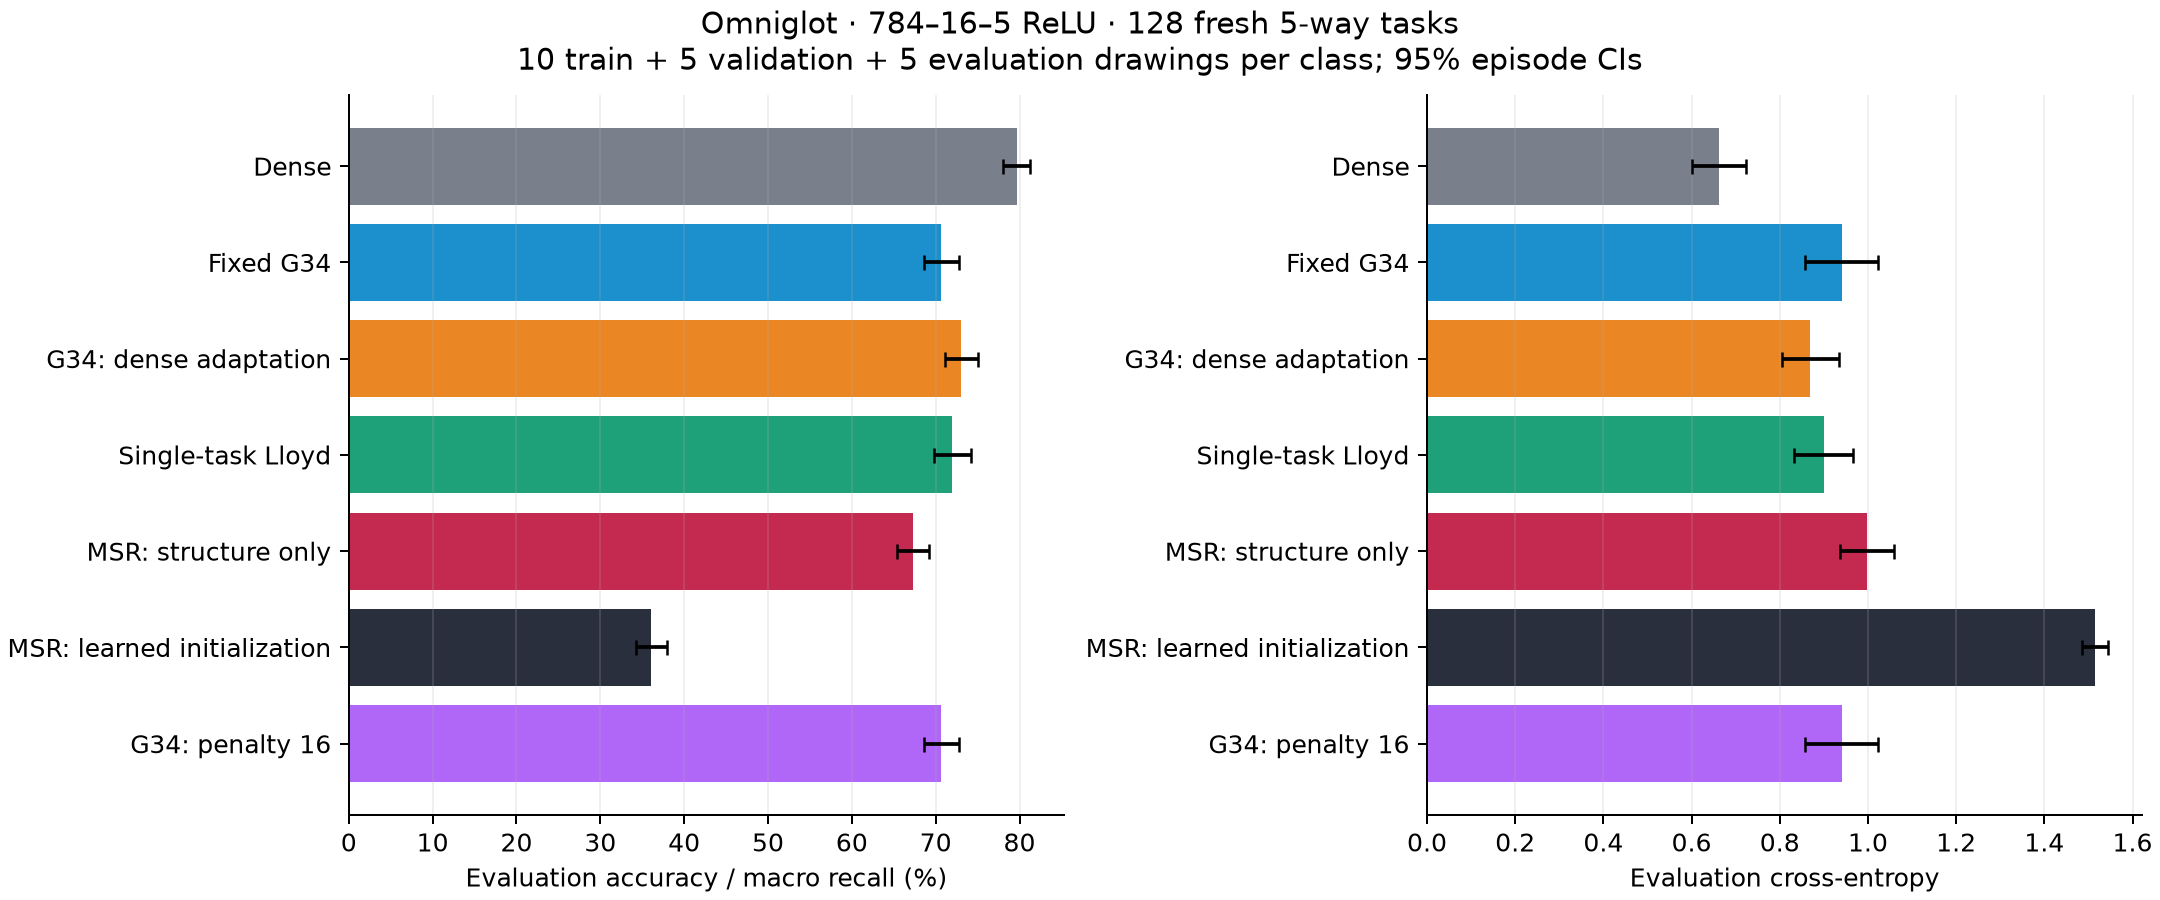 Omniglot · 784–16–5 ReLU · 128 fresh 5-way tasks
10 train + 5 validation + 5 evaluation drawings per class; 95% episode CIs
Dense
Fixed G34
G34: dense adaptation
Single-task Lloyd
MSR: structure only
MSR: learned initialization
G34: penalty 16
0 10 20 30 40 50 60 70 80
Evaluation accuracy / macro recall (%)
Dense
Fixed G34
G34: dense adaptation
Single-task Lloyd
MSR: structure only
MSR: learned initialization
G34: penalty 16
0.0 0.2 0.4 0.6 0.8 1.0 1.2 1.4 1.6
Evaluation cross-entropy